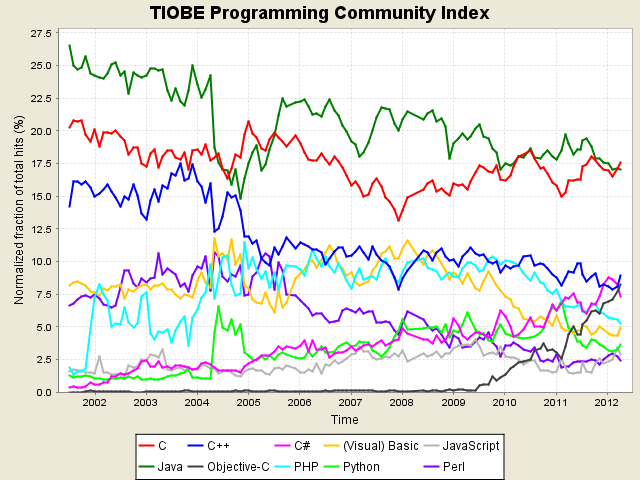 TIOBE Programming Community Index
Normalized fraction of total hits (%)
27.5
25.0
22.5
20.0
17.5
15.0
12.5
10.0
7.5
5.0
2.5
0.0
2002 2003 2004 2005 2006 2007 2008 2009 2010 2011 2012
Time
C C++ C# (Visual) Basic JavaScript
Java Objective-C PHP Python Perl